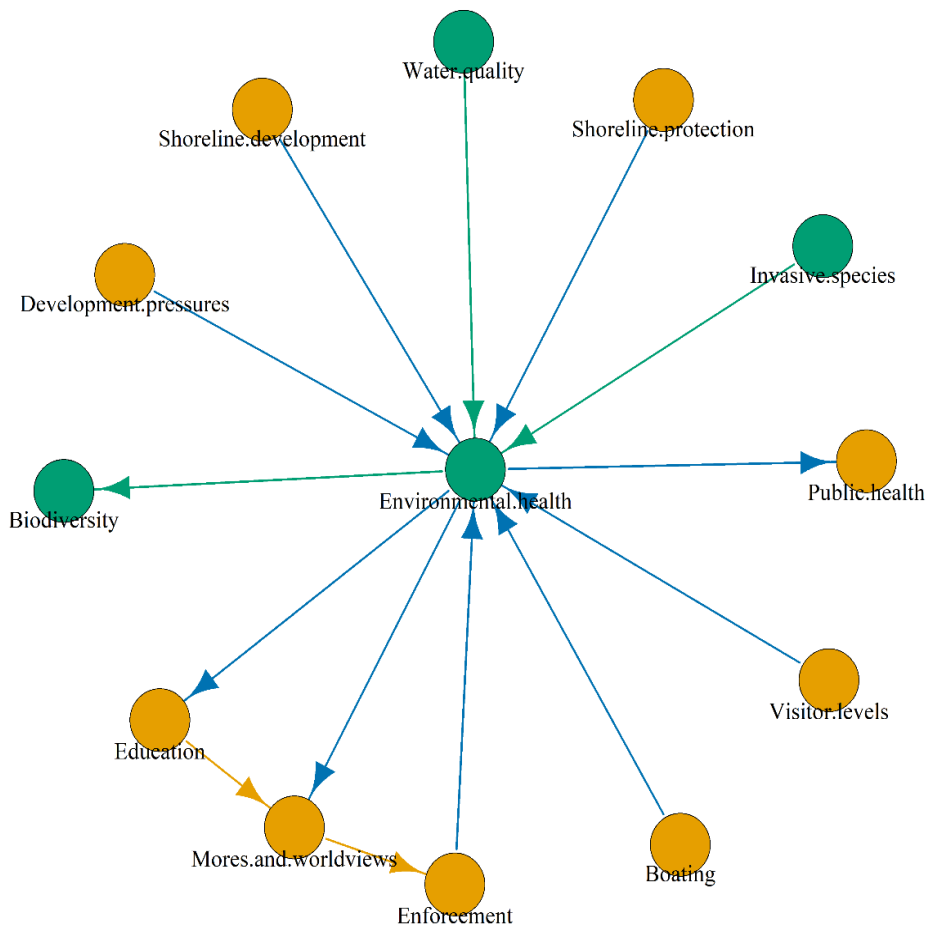 Water.quality
Shoreline.development
Shoreline.protection
Invasive.species
Development.pressures
Public.health
Environmental.health
Biodiversity
Visitor.levels
Education
Mores.and.worldviews
Boating
Enforcement